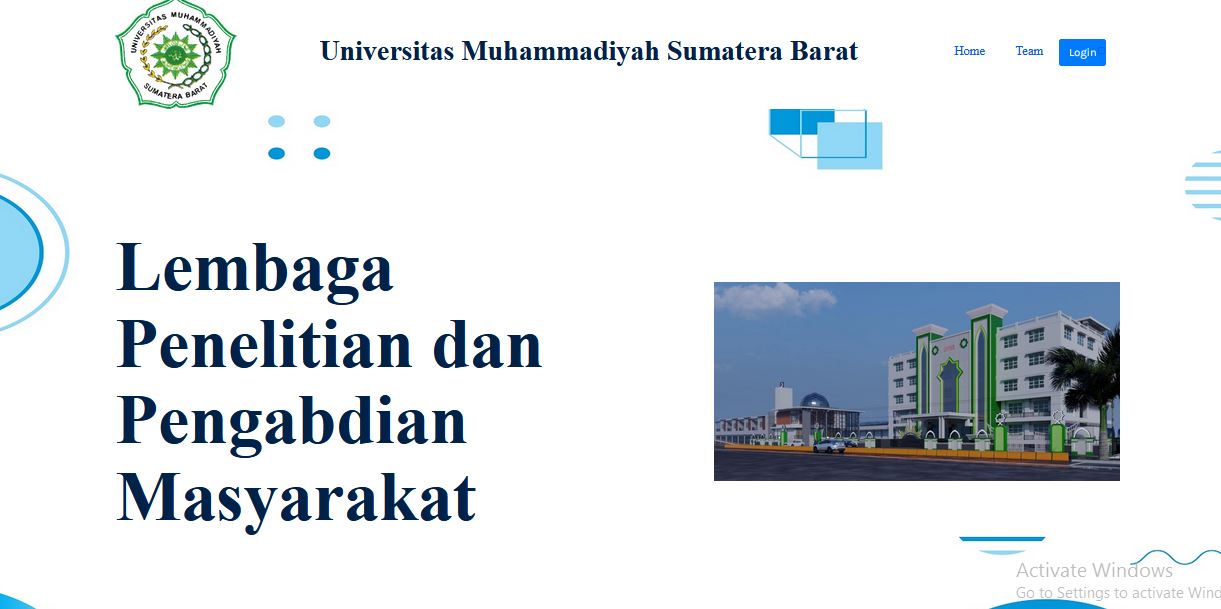 UNIVERSITAS MUHAMMADIYAH
SUMATERA BARAT
Universitas Muhammadiyah Sumatera Barat
Home
Team
Login
Lembaga
Penelitian dan
Pengabdian
Masyarakat
Activate Windows
Go to Settings to activate Wind